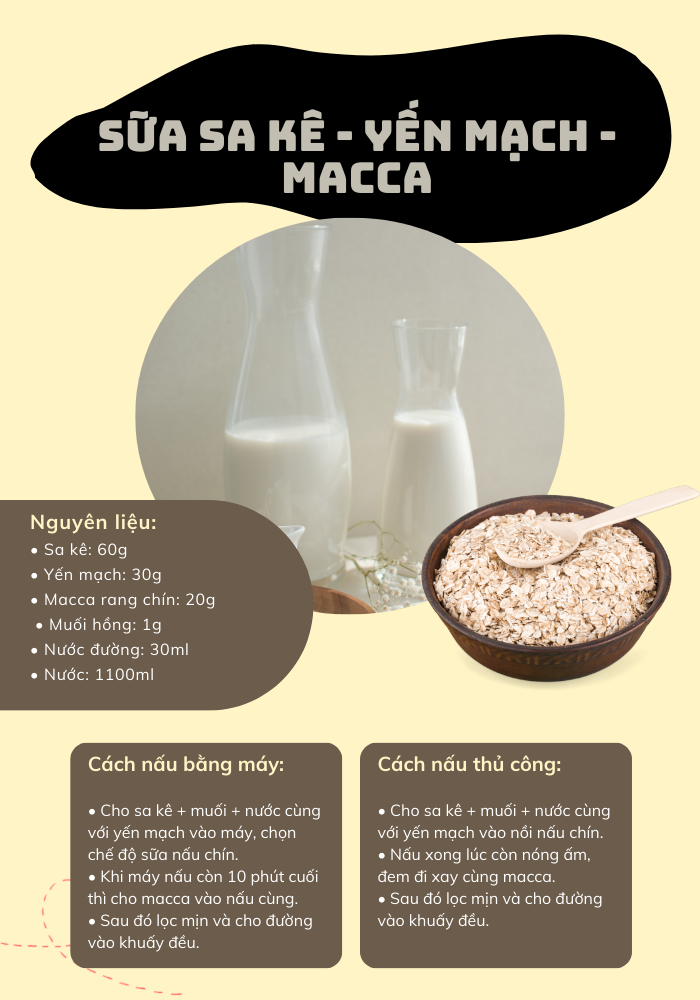 SỮA SA KÊ - YẾN MẠCH -
MACCA
Nguyên liệu:
• Sa kê: 60g
• Yến mạch: 30g
• Macca rang chín: 20g
• Muối hồng: 1g
• Nước đường: 30ml
• Nước: 1100ml
Cách nấu bằng máy:
• Cho sa kê + muối + nước cùng
với yến mạch vào máy, chọn
chế độ sữa nấu chín.
• Khi máy nấu còn 10 phút cuối
thì cho macca vào nấu cùng.
• Sau đó lọc mịn và cho đường
vào khuấy đều.
Cách nấu thủ công:
• Cho sa kê + muối + nước cùng
với yến mạch vào nồi nấu chín.
• Nấu xong lúc còn nóng ấm,
đem đi xay cùng macca.
• Sau đó lọc mịn và cho đường
vào khuấy đều.